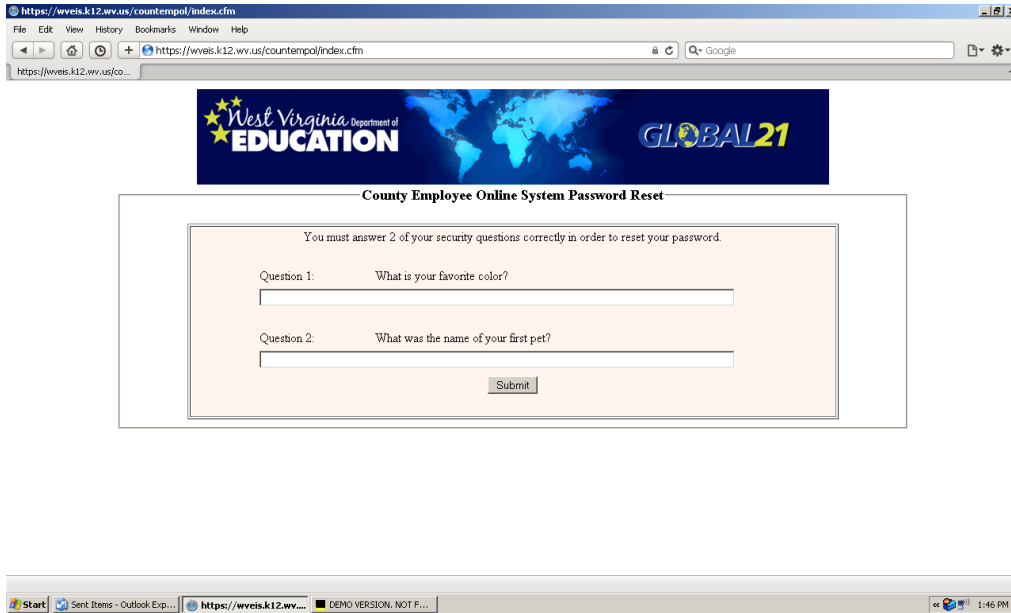 https://wveis.k12.wv.us/countempol/index.cfm
File Edit View History Bookmarks Window Help
https://wveis.k12.wv.us/countempol/index.cfm
Google
https://wveis.k12.wv.us/co...
West Virginia Department of
EDUCATION
GLOBAL21
County Employee Online System Password Reset
You must answer 2 of your security questions correctly in order to reset your password.
Question 1: What is your favorite color?
Question 2: What was the name of your first pet?
Submit
Start Sent Items - Outlook Exp... https://wveis.k12.wv.... DEMO VERSION. NOT F... 1:46 PM